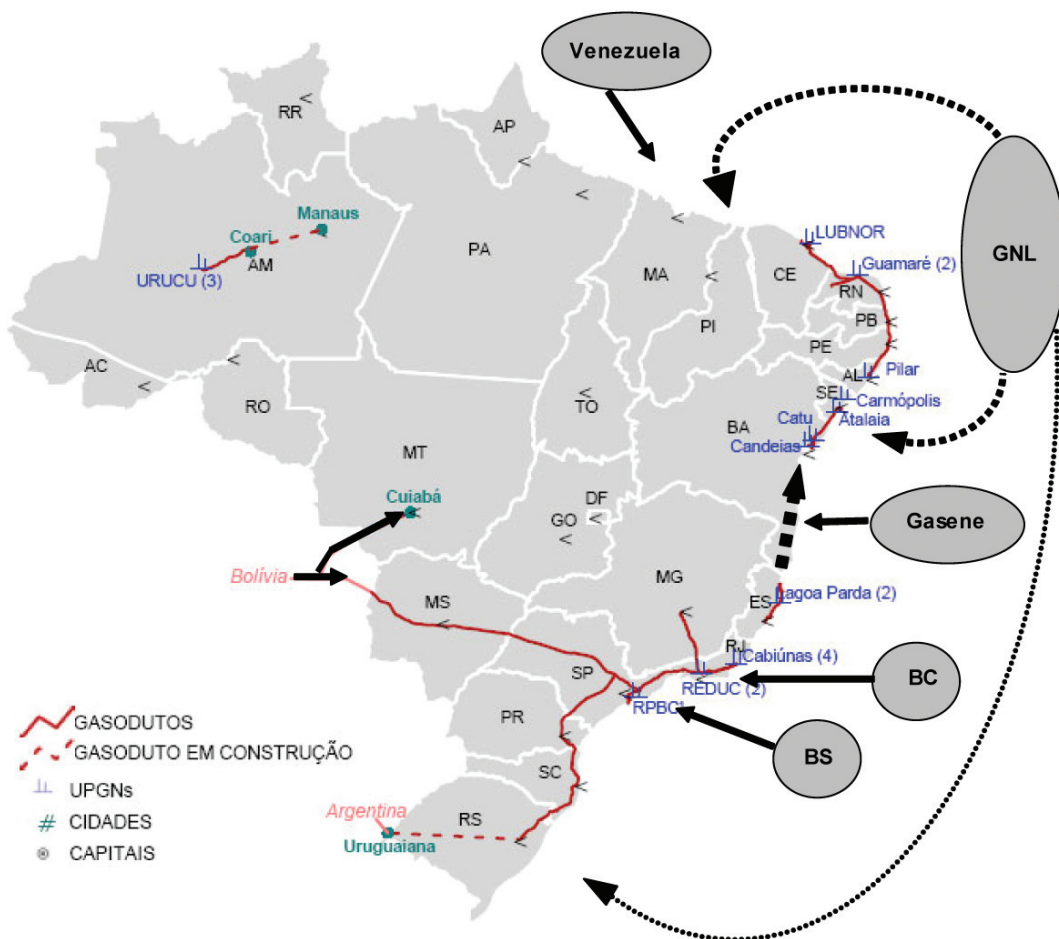 Venezuela
RR
AP
GNL
Manaus
Coari
AM
URUCU (3)
PA
MA
CE
LUBNOR
Guamaré (2)
RN
PB
PI
PE
AC
RO
TO
AL
Pilar
SE
Carmópolis
Atalaia
BA
Catu
Candeias
MT
Cuiabá
DF
GO
Gasene
Bolívia
MS
MG
ES
Lagoa Parda (2)
RJ
Cabiúnas (4)
SP
REDUC (2)
BC
RPBC
PR
BS
SC
GASODUTOS
GASODUTO EM CONSTRUÇÃO
UPGNs
CIDADES
CAPITAIS
Argentina
RS
Uruguaiana